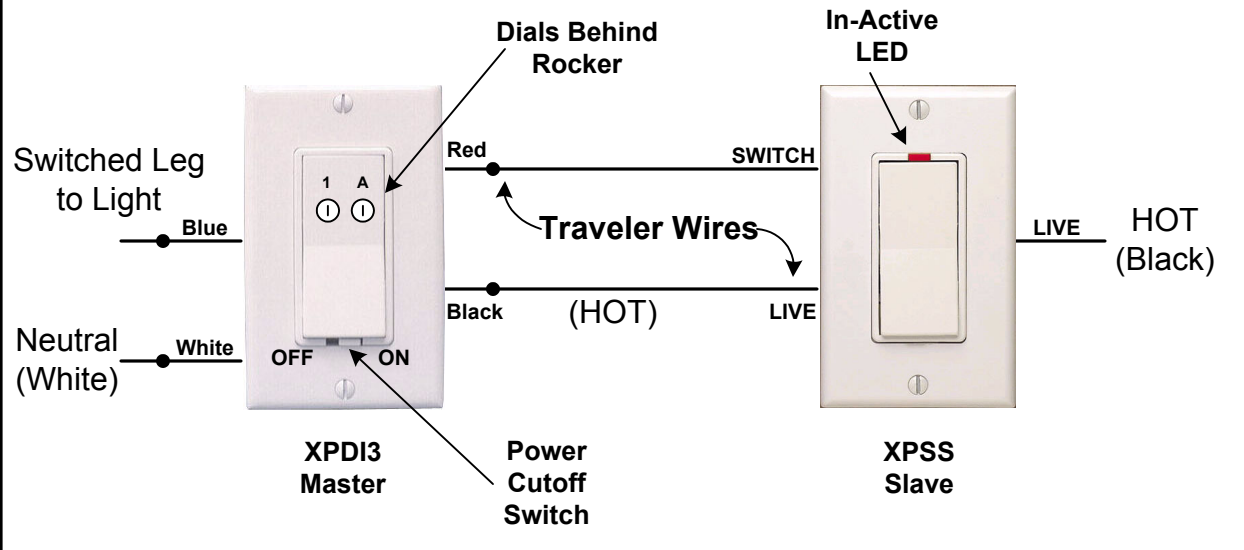 Dials Behind
Rocker
In-Active
LED
Switched Leg
to Light
Blue
1 A
Red
SWITCH
Traveler Wires
LIVE
HOT
(Black)
Neutral
(White)
White
OFF
ON
Black
(HOT)
LIVE
XPDI3
Master
Power
Cutoff
Switch
XPSS
Slave